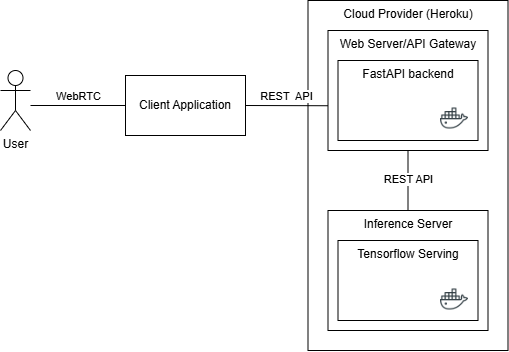 Cloud Provider (Heroku)
Web Server/API Gateway
FastAPI backend
WebRTC
Client Application
REST API
User
REST API
Inference Server
Tensorflow Serving